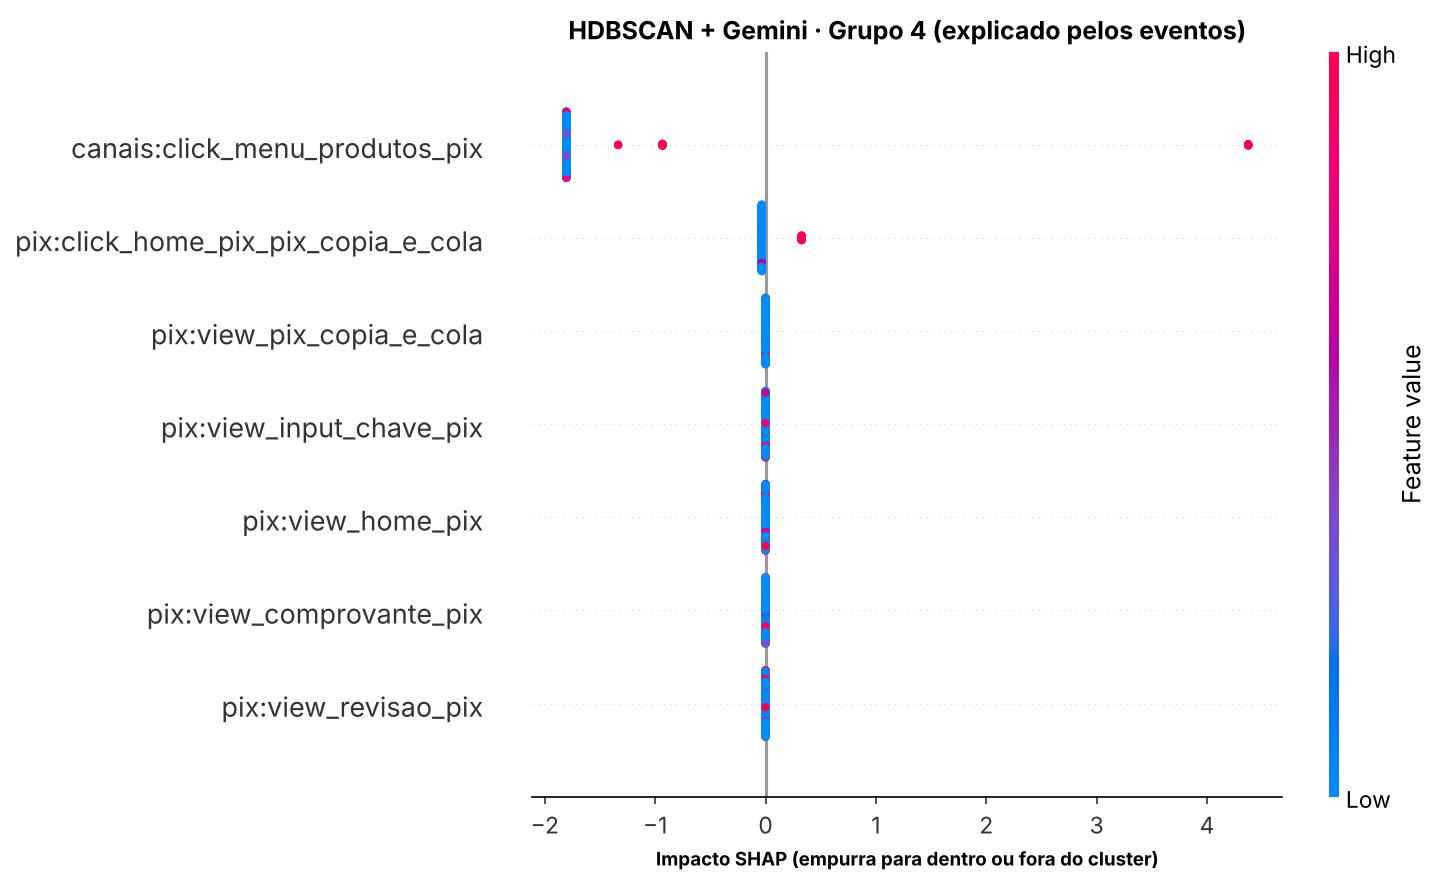 HDBSCAN + Gemini · Grupo 4 (explicado pelos eventos)
High
canais:click_menu_produtos_pix
pix:click_home_pix_pix_copia_e_cola
pix:view_pix_copia_e_cola
pix:view_input_chave_pix
pix:view_home_pix
pix:view_comprovante_pix
pix:view_revisao_pix
Feature value
Low
−2 −1 0 1 2 3 4
Impacto SHAP (empurra para dentro ou fora do cluster)